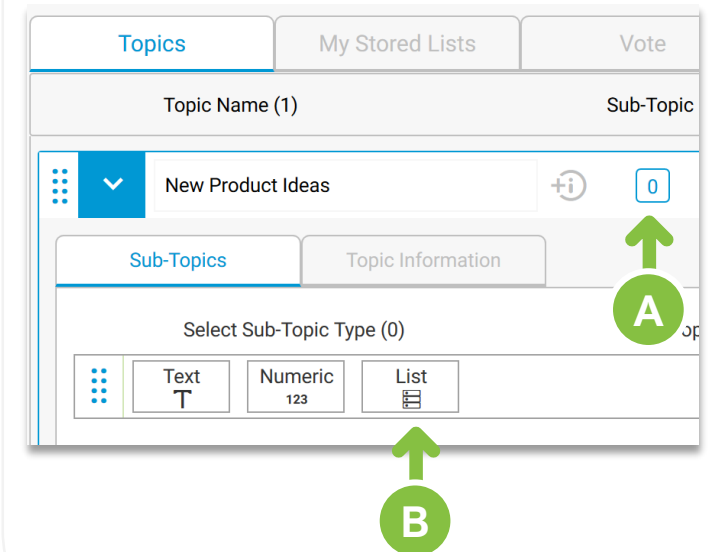 Topics My Stored Lists Vote
Topic Name (1) Sub-Topic
New Product Ideas +i 0
Sub-Topics Topic Information
A
Select Sub-Topic Type (0) op
Text Numeric List
T 123
B